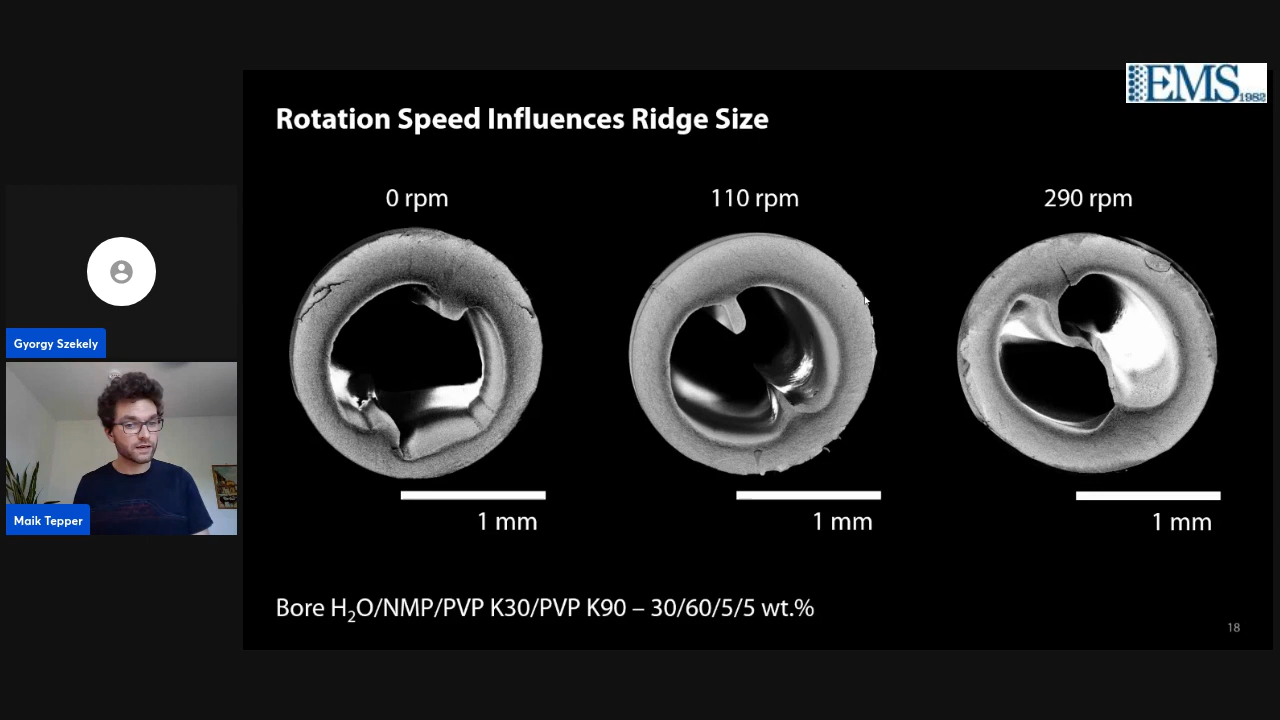 EMS 1982
Rotation Speed Influences Ridge Size
0 rpm
110 rpm
290 rpm
1 mm
1 mm
1 mm
Gyorgy Szekely
Maik Tepper
Bore H₂O/NMP/PVP K30/PVP K90 – 30/60/5/5 wt.%
18